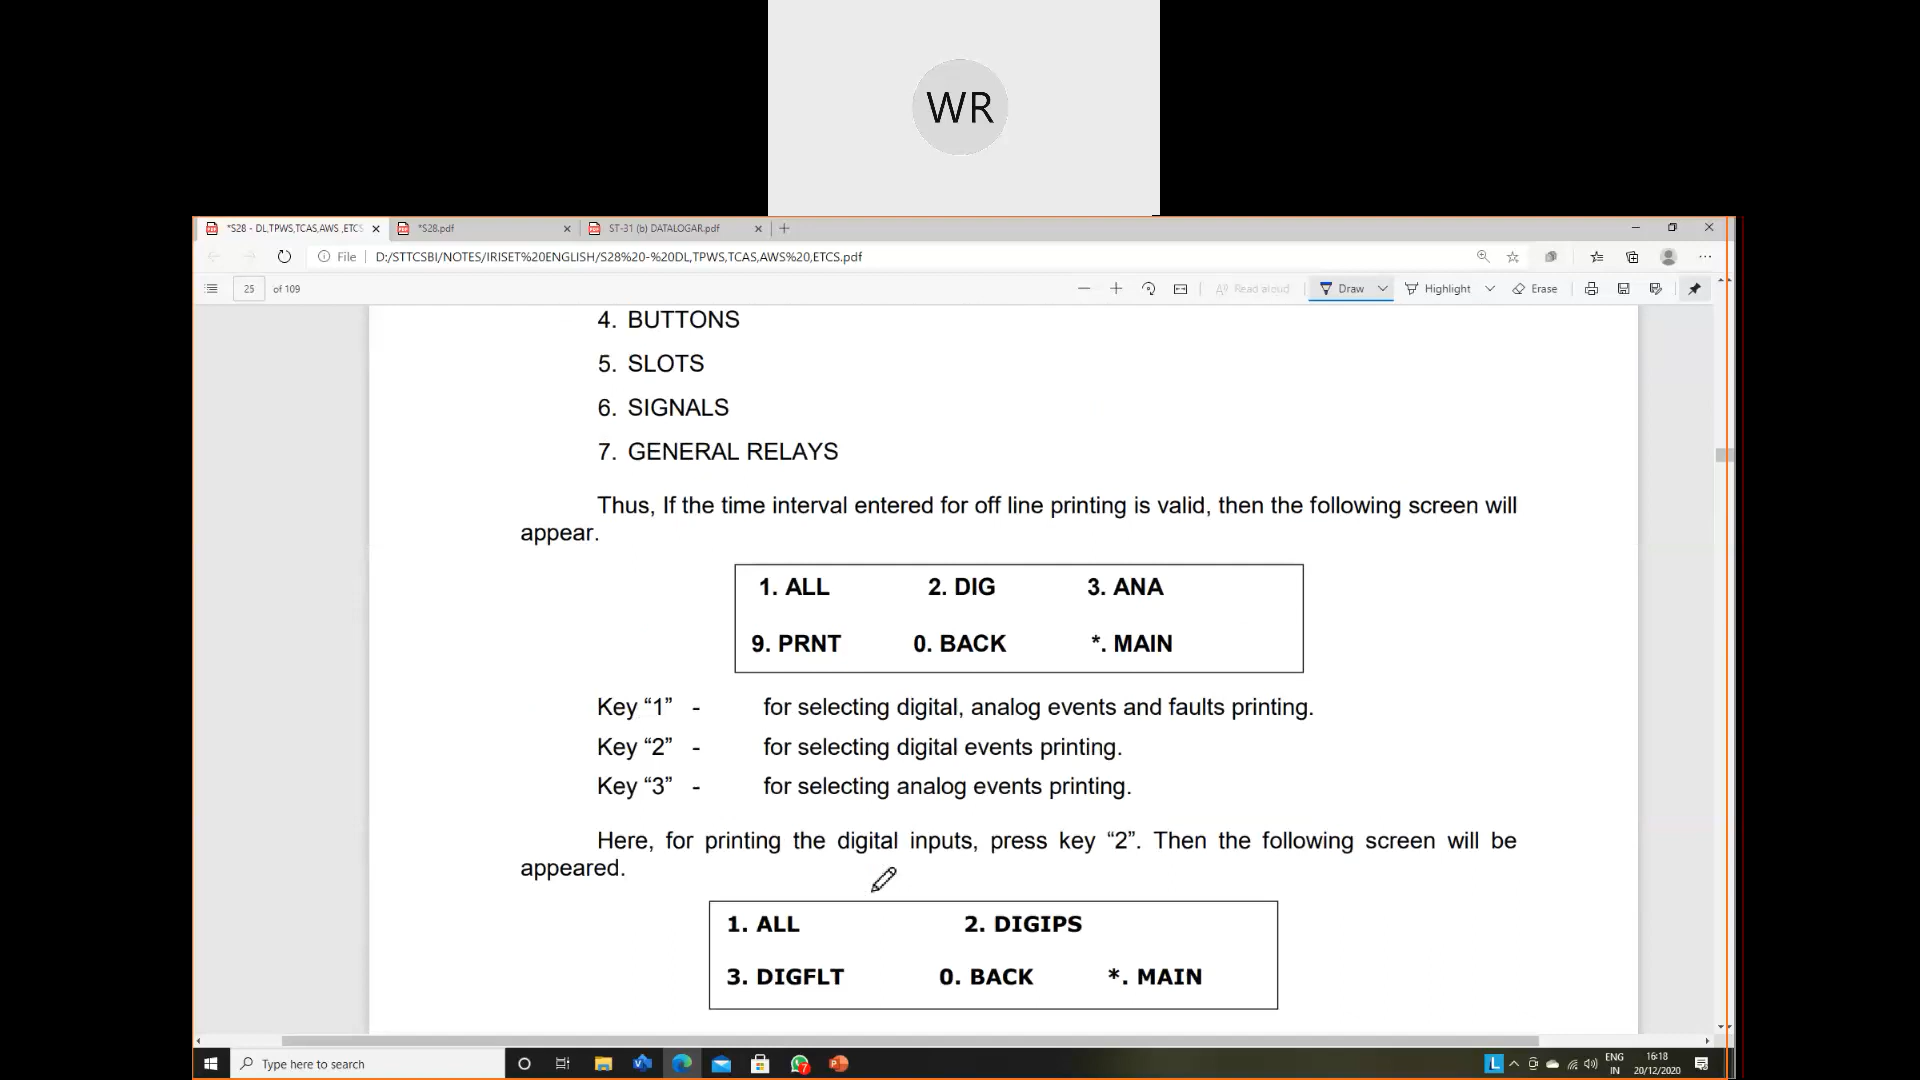 WR
*S28 - DL,TPWS,TCAS,AWS ,ETCS
*S28.pdf
ST-31 (b) DATALOGAR.pdf
File D:/STTCSBI/NOTES/IRISET%20ENGLISH/S28%20-%20DL,TPWS,TCAS,AWS%20,ETCS.pdf
25 of 109 Read aloud Draw Highlight Erase
4. BUTTONS
5. SLOTS
6. SIGNALS
7. GENERAL RELAYS
Thus, If the time interval entered for off line printing is valid, then the following screen will
appear.
1. ALL 2. DIG 3. ANA
9. PRNT 0. BACK *. MAIN
Key “1” - for selecting digital, analog events and faults printing.
Key “2” - for selecting digital events printing.
Key “3” - for selecting analog events printing.
Here, for printing the digital inputs, press key “2”. Then the following screen will be
appeared.
1. ALL 2. DIGIPS
3. DIGFLT 0. BACK *. MAIN
Type here to search
7
L
ENG
IN
16:18
20/12/2020